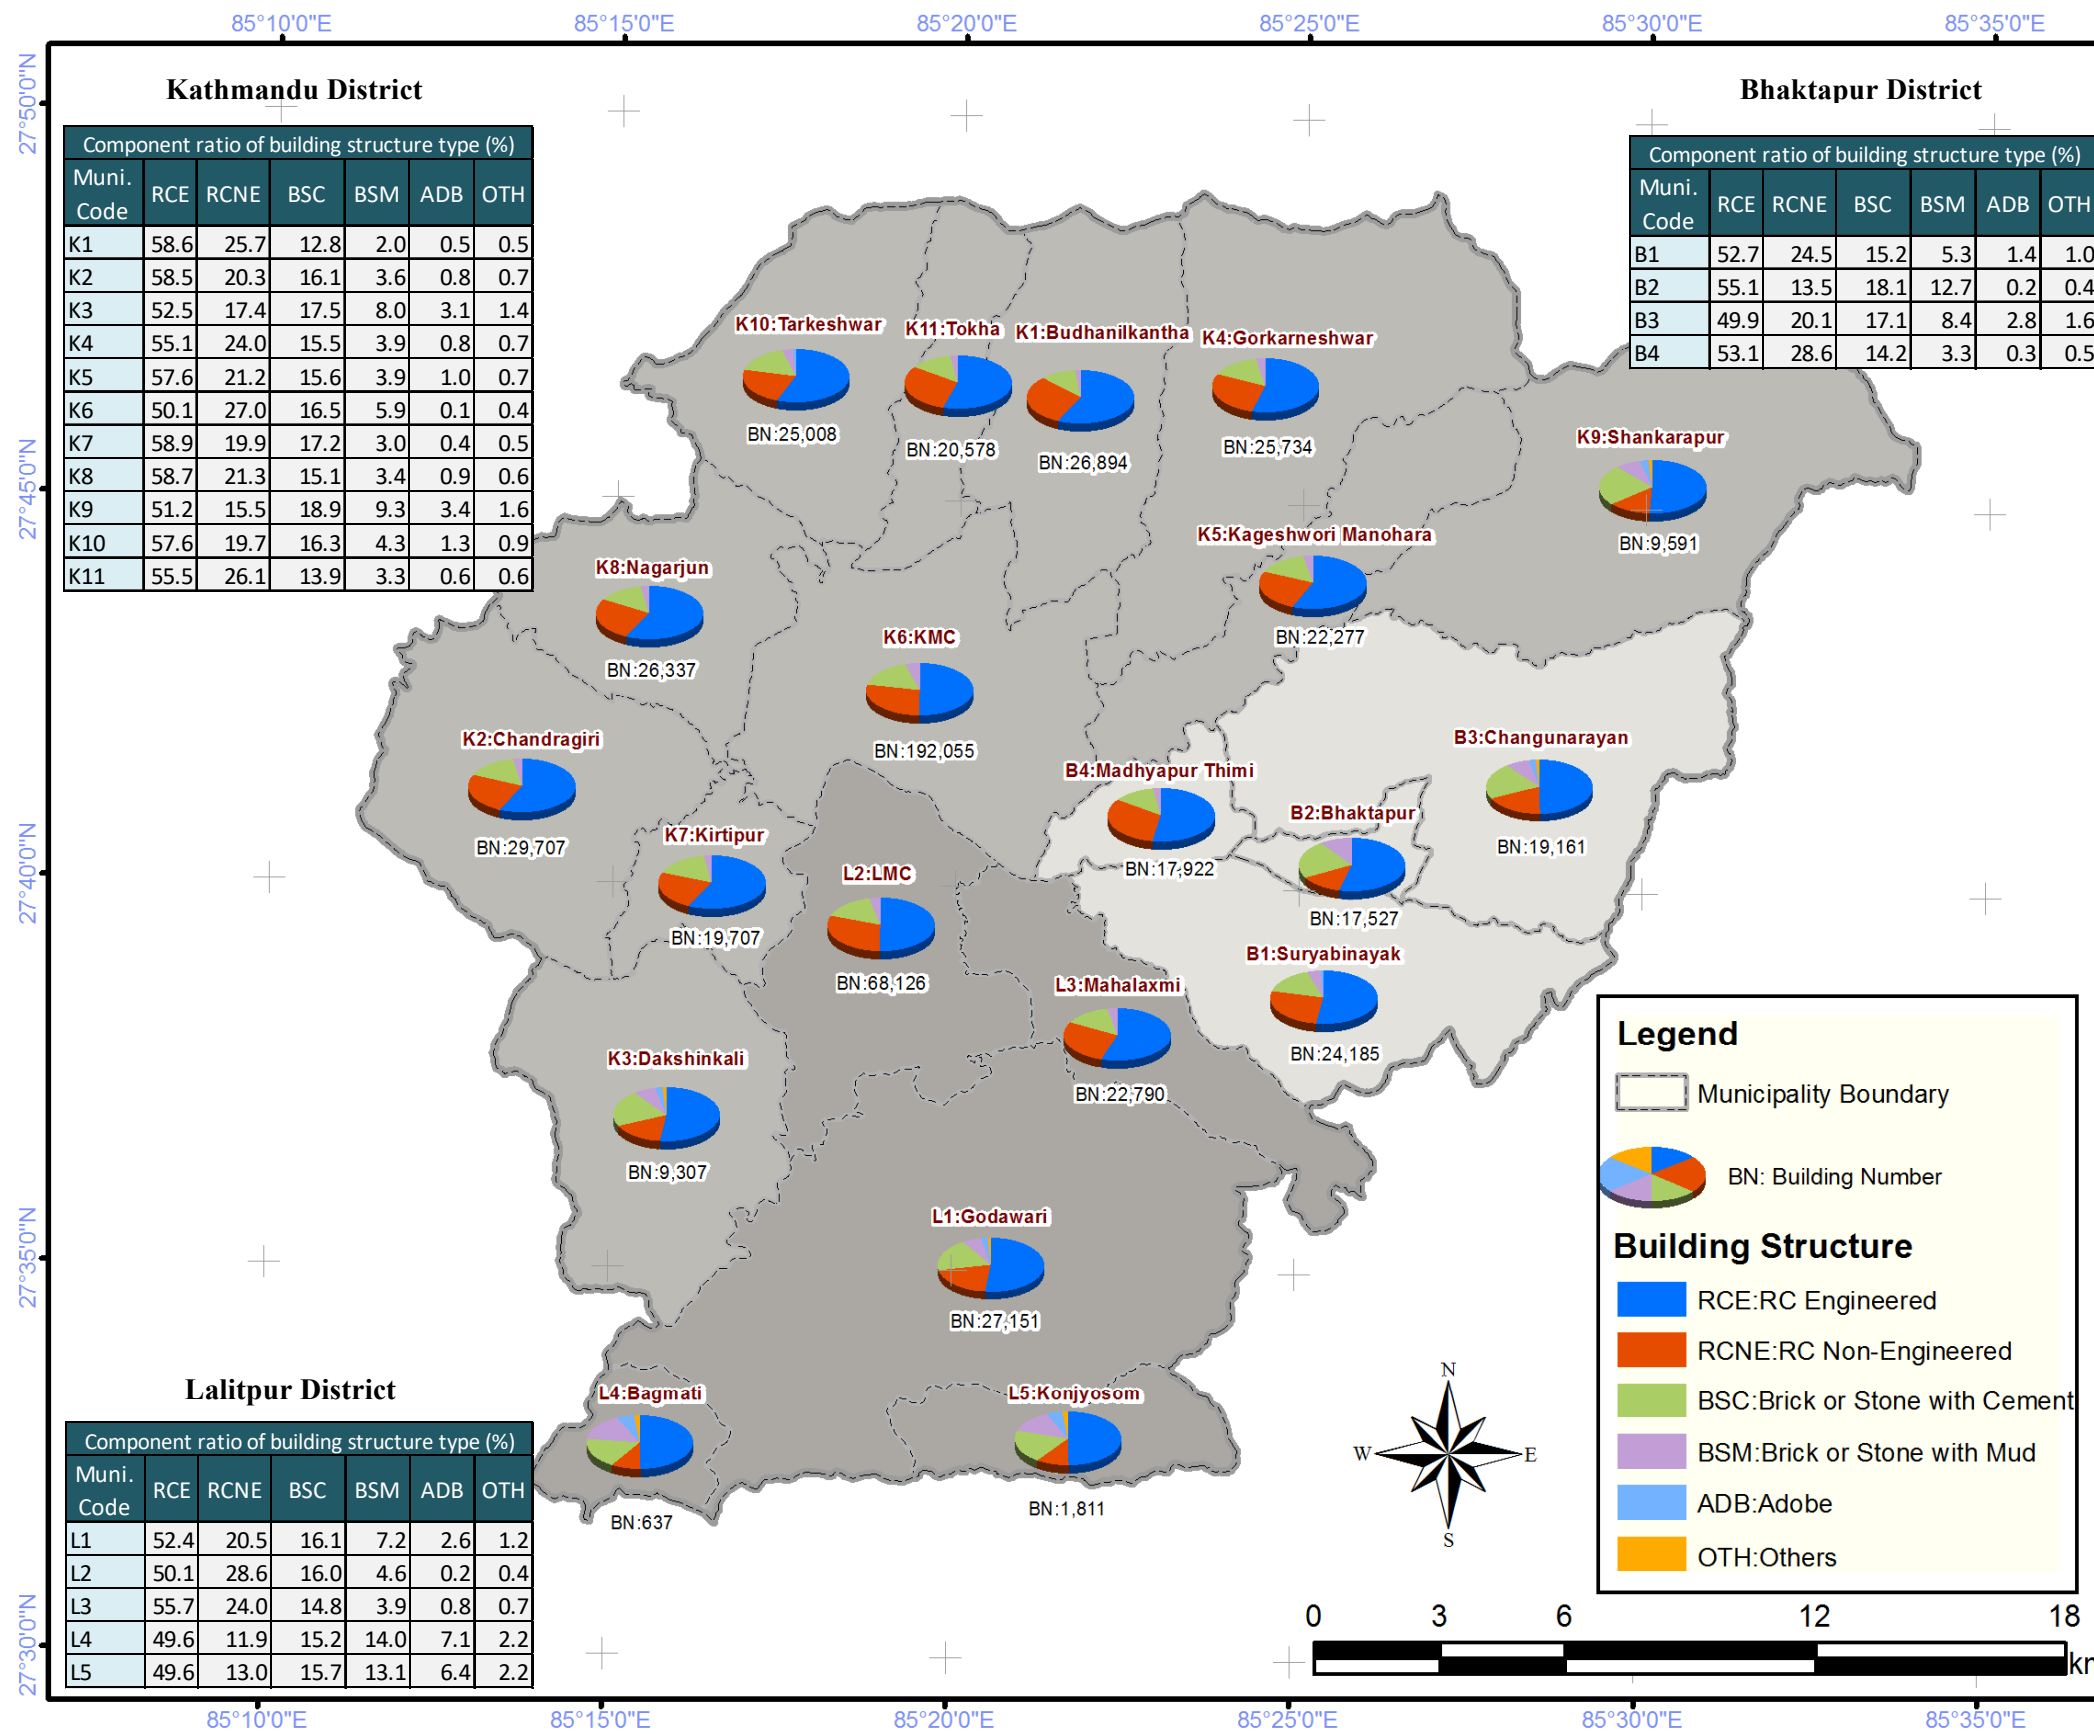 85°10'0"E 85°15'0"E 85°20'0"E 85°25'0"E 85°30'0"E 85°35'0"E
27°50'0"N
27°45'0"N
27°40'0"N
27°35'0"N
27°30'0"N
Kathmandu District
Component ratio of building structure type (%)
Muni. Code RCE RCNE BSC BSM ADB OTH
K1 58.6 25.7 12.8 2.0 0.5 0.5
K2 58.5 20.3 16.1 3.6 0.8 0.7
K3 52.5 17.4 17.5 8.0 3.1 1.4
K4 55.1 24.0 15.5 3.9 0.8 0.7
K5 57.6 21.2 15.6 3.9 1.0 0.7
K6 50.1 27.0 16.5 5.9 0.1 0.4
K7 58.9 19.9 17.2 3.0 0.4 0.5
K8 58.7 21.3 15.1 3.4 0.9 0.6
K9 51.2 15.5 18.9 9.3 3.4 1.6
K10 57.6 19.7 16.3 4.3 1.3 0.9
K11 55.5 26.1 13.9 3.3 0.6 0.6
Bhaktapur District
Component ratio of building structure type (%)
Muni. Code RCE RCNE BSC BSM ADB OTH
B1 52.7 24.5 15.2 5.3 1.4 1.0
B2 55.1 13.5 18.1 12.7 0.2 0.4
B3 49.9 20.1 17.1 8.4 2.8 1.6
B4 53.1 28.6 14.2 3.3 0.3 0.5
K10:Tarkeshwar
BN:25,008
K11:Tokha
BN:20,578
K1:Budhanilkantha
BN:26,894
K4:Gorkarneshwar
BN:25,734
K9:Shankarapur
BN:9,591
K5:Kageshwori Manohara
BN:22,277
K8:Nagarjun
BN:26,337
K6:KMC
BN:192,055
K2:Chandragiri
BN:29,707
B3:Changunarayan
BN:19,161
B4:Madhyapur Thimi
BN:17,922
B2:Bhaktapur
BN:17,527
K7:Kirtipur
BN:19,707
L2:LMC
BN:68,126
B1:Suryabinayak
BN:24,185
L3:Mahalaxmi
BN:22,790
K3:Dakshinkali
BN:9,307
L1:Godawari
BN:27,151
L4:Bagmati
BN:637
L5:Konjyosom
BN:1,811
Lalitpur District
Component ratio of building structure type (%)
Muni. Code RCE RCNE BSC BSM ADB OTH
L1 52.4 20.5 16.1 7.2 2.6 1.2
L2 50.1 28.6 16.0 4.6 0.2 0.4
L3 55.7 24.0 14.8 3.9 0.8 0.7
L4 49.6 11.9 15.2 14.0 7.1 2.2
L5 49.6 13.0 15.7 13.1 6.4 2.2
Legend
Municipality Boundary
BN: Building Number
Building Structure
RCE:RC Engineered
RCNE:RC Non-Engineered
BSC:Brick or Stone with Cement
BSM:Brick or Stone with Mud
ADB:Adobe
OTH:Others
N
W E
S
0 3 6 12 18
km
85°10'0"E 85°15'0"E 85°20'0"E 85°25'0"E 85°30'0"E 85°35'0"E